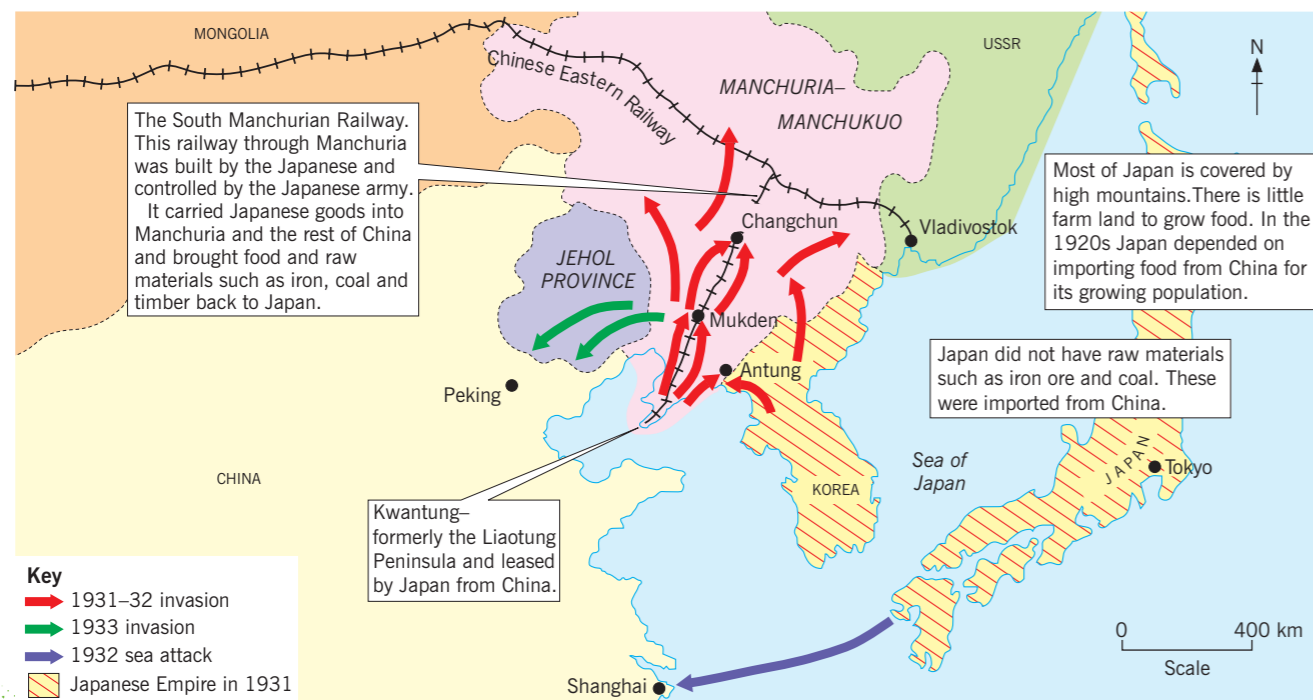 MONGOLIA
USSR
N
Chinese Eastern Railway
MANCHURIA–
MANCHUKUO
The South Manchurian Railway.
This railway through Manchuria
was built by the Japanese and
controlled by the Japanese army.
It carried Japanese goods into
Manchuria and the rest of China
and brought food and raw
materials such as iron, coal and
timber back to Japan.
Most of Japan is covered by
high mountains.There is little
farm land to grow food. In the
1920s Japan depended on
importing food from China for
its growing population.
Changchun
Vladivostok
JEHOL
PROVINCE
Mukden
Antung
Peking
Japan did not have raw materials
such as iron ore and coal. These
were imported from China.
CHINA
KOREA
Sea of
Japan
JAPAN
Tokyo
Kwantung–
formerly the Liaotung
Peninsula and leased
by Japan from China.
Key
1931–32 invasion
1933 invasion
1932 sea attack
Japanese Empire in 1931
Shanghai
0 400 km
Scale